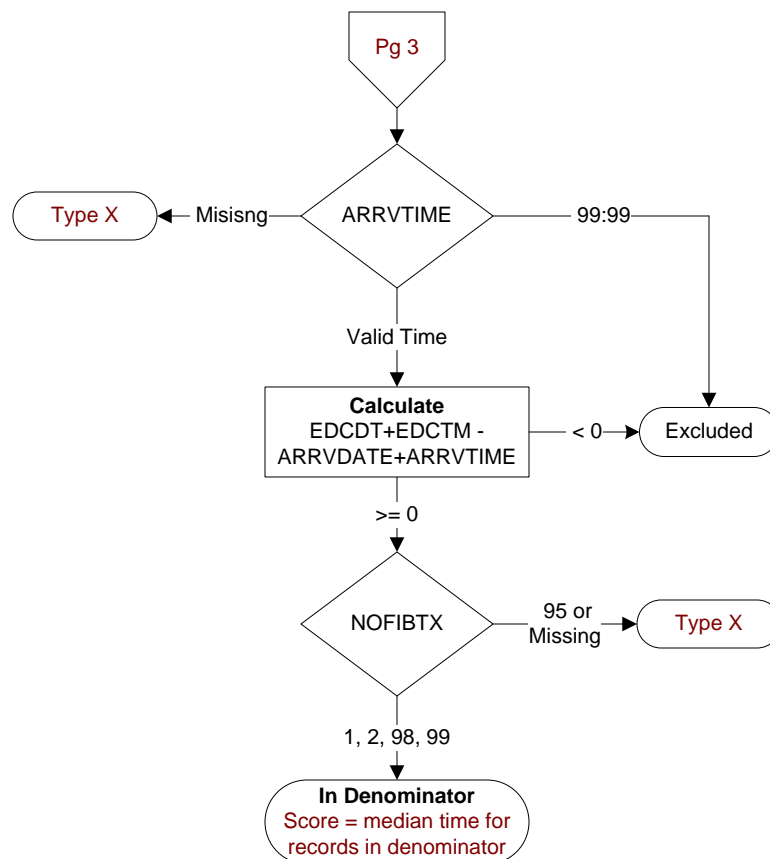 Pg 3
ARRVTIME
Type X
Misisng
99:99
Valid Time
Calculate
EDCDT+EDCTM -
ARRVDATE+ARRVTIME
< 0
Excluded
>= 0
NOFIBTX
95 or
Missing
Type X
1, 2, 98, 99
In Denominator
Score = median time for
records in denominator